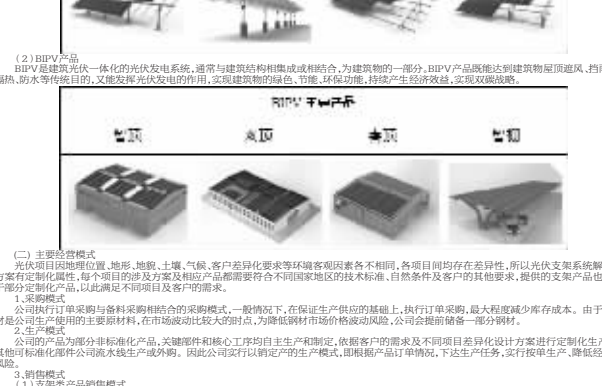 (2)BIPV产品
BIPV是建筑光伏一体化的光伏发电系统,通常与建筑结构相集成或相结合,为建筑物的一部分。BIPV产品既能达到建筑物屋顶遮风、挡雨
隔热、防水等传统目的,又能发挥光伏发电的作用,实现建筑物的绿色、节能、环保功能,持续产生经济效益,实现双碳战略。
BIPV 主要产品
(二) 主要经营模式
光伏项目因地理位置、地形、地貌、土壤、气候、客户差异化要求等环境客观因素各不相同,各项目间均存在差异性,所以光伏支架系统解
方案有定制化属性,每个项目的涉及方案及相应产品都需要符合不同国家地区的技术标准、自然条件及客户的其他要求,提供的支架产品也
于部分定制化产品,以此满足不同项目及客户的需求。
1、采购模式
公司执行订单采购与备料采购相结合的采购模式,一般情况下,在保证生产供应的基础上,执行订单采购,最大程度减少库存成本。由于
材是公司生产使用的主要原材料,在市场波动比较大的时点,为降低钢材市场价格波动风险,公司会提前储备一部分钢材。
2、生产模式
公司的产品为部分非标准化产品,关键部件和核心工序均自主生产和制定,依据客户的需求及不同项目差异化设计方案进行定制化生产
其他可标准化部件公司流水线生产或外购。因此公司实行以销定产的生产模式,即根据产品订单情况,下达生产任务,实行按单生产、降低经
风险。
3、销售模式
(1)支架类产品销售模式